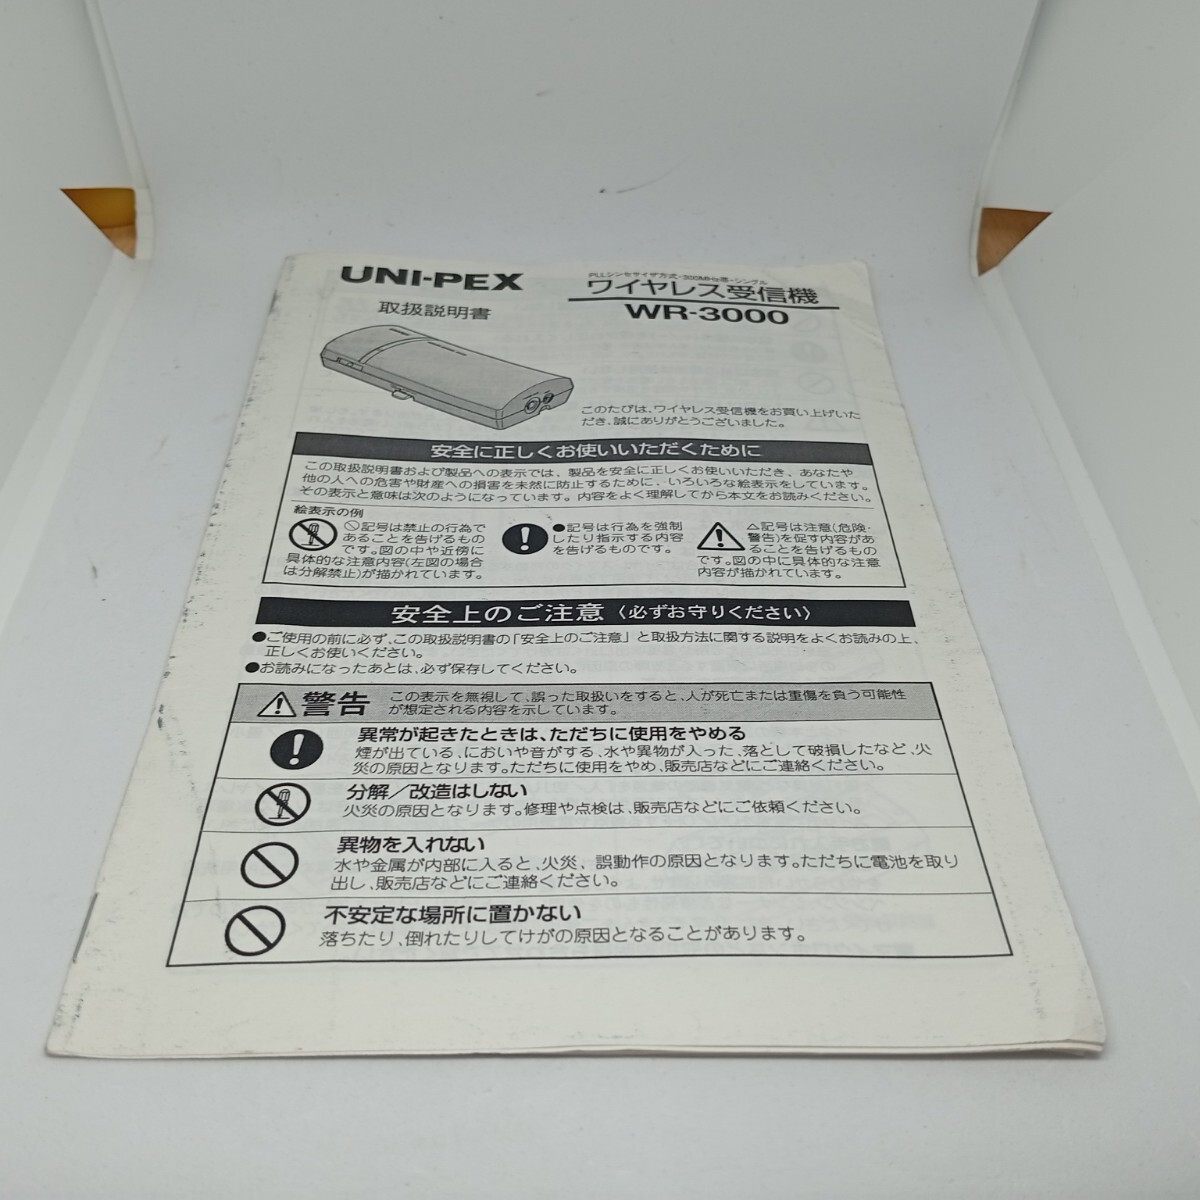 UNI-PEX
取扱説明書
PLLシンセサイザ方式・300MHz帯・シングル
ワイヤレス受信機
WR-3000
このたびは、ワイヤレス受信機をお買い上げいた
だき、誠にありがとうございました。
安全に正しくお使いいただくために
この取扱説明書および製品への表示では、製品を安全に正しくお使いいただき、あなたや
他の人への危害や財産への損害を未然に防止するために、いろいろな絵表示をしています。
その表示と意味は次のようになっています。内容をよく理解してから本文をお読みください。
絵表示の例
⃠記号は禁止の行為で
あることを告げるもの
です。図の中や近傍に
具体的な注意内容(左図の場合
は分解禁止)が描かれています。
●記号は行為を強制
したり指示する内容
を告げるものです。
△記号は注意(危険・
警告)を促す内容があ
ることを告げるもの
です。図の中に具体的な注意
内容が描かれています。
安全上のご注意〈必ずお守りください〉
●ご使用の前に必ず、この取扱説明書の「安全上のご注意」と取扱方法に関する説明をよくお読みの上、
正しくお使いください。
●お読みになったあとは、必ず保存してください。
警告
この表示を無視して、誤った取扱いをすると、人が死亡または重傷を負う可能性
が想定される内容を示しています。
異常が起きたときは、ただちに使用をやめる
煙が出ている、においや音がする、水や異物が入った、落として破損したなど、火
災の原因となります。ただちに使用をやめ、販売店などにご連絡ください。
分解／改造はしない
火災の原因となります。修理や点検は、販売店などにご依頼ください。
異物を入れない
水や金属が内部に入ると、火災、誤動作の原因となります。ただちに電池を取り
出し、販売店などにご連絡ください。
不安定な場所に置かない
落ちたり、倒れたりしてけがの原因となることがあります。